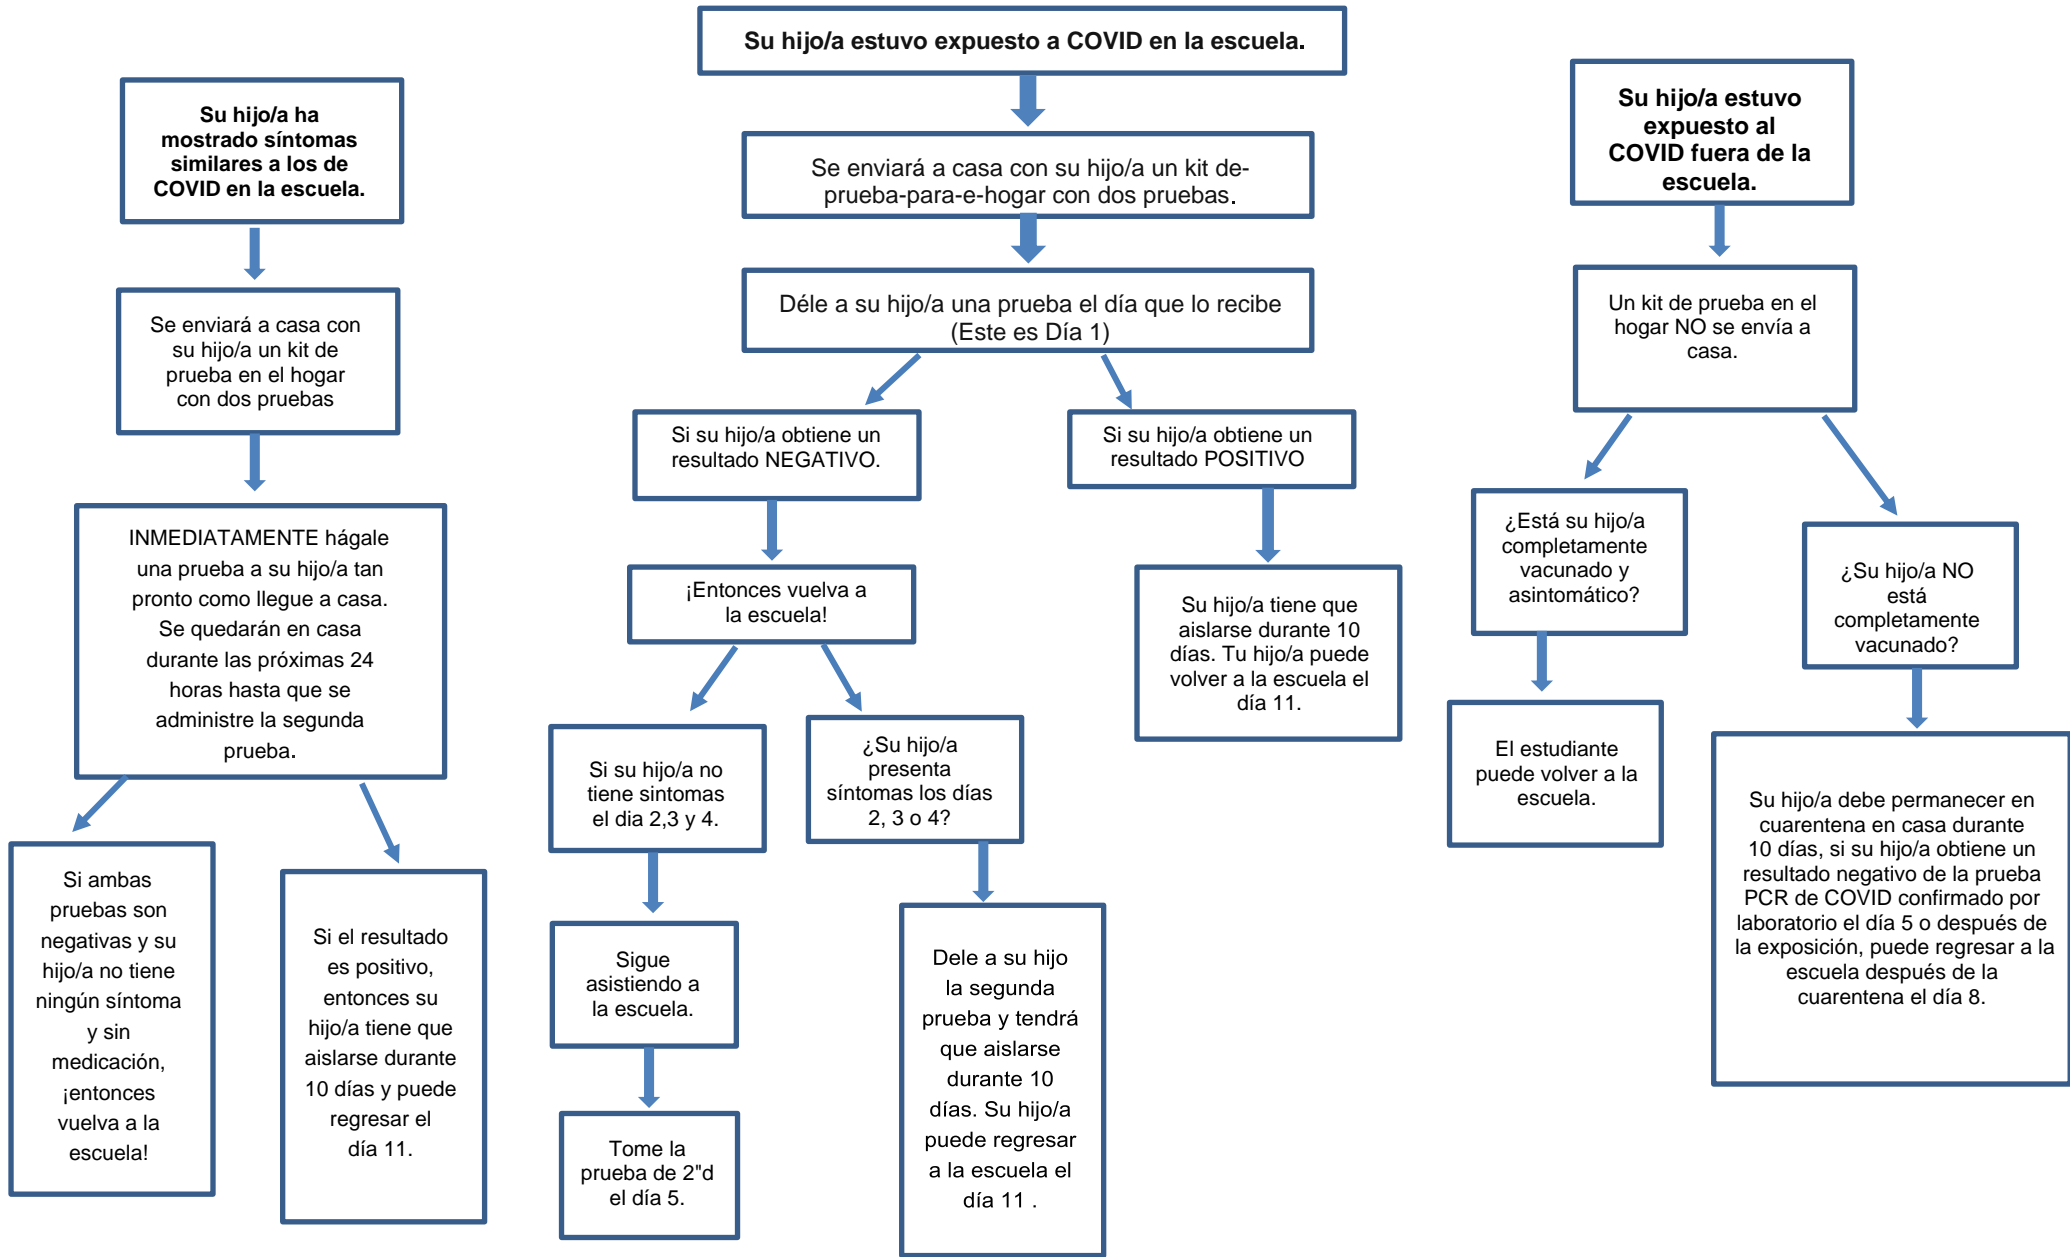 Su hijo/a ha
mostrado síntomas
similares a los de
COVID en la escuela.
Se enviará a casa con
su hijo/a un kit de
prueba en el hogar
con dos pruebas
INMEDIATAMENTE hágale
una prueba a su hijo/a tan
pronto como llegue a casa.
Se quedarán en casa
durante las próximas 24
horas hasta que se
administre la segunda
prueba.
Si ambas
pruebas son
negativas y su
hijo/a no tiene
ningún síntoma
y sin
medicación,
¡entonces
vuelva a la
escuela!
Si el resultado
es positivo,
entonces su
hijo/a tiene que
aislarse durante
10 días y puede
regresar el
día 11.
Su hijo/a estuvo expuesto a COVID en la escuela.
Se enviará a casa con su hijo/a un kit de-
prueba-para-e-hogar con dos pruebas.
Déle a su hijo/a una prueba el día que lo recibe
(Este es Día 1)
Si su hijo/a obtiene un
resultado NEGATIVO.
¡Entonces vuelva a
la escuela!
Si su hijo/a no
tiene sintomas
el dia 2,3 y 4.
Sigue
asistiendo a
la escuela.
Tome la
prueba de 2"d
el día 5.
¿Su hijo/a
presenta
síntomas los días
2, 3 o 4?
Dele a su hijo
la segunda
prueba y tendrá
que aislarse
durante 10
días. Su hijo/a
puede regresar
a la escuela el
día 11 .
Si su hijo/a obtiene un
resultado POSITIVO
Su hijo/a tiene que
aislarse durante 10
días. Tu hijo/a puede
volver a la escuela el
día 11.
Su hijo/a estuvo
expuesto al
COVID fuera de la
escuela.
Un kit de prueba en el
hogar NO se envía a
casa.
¿Está su hijo/a
completamente
vacunado y
asintomático?
El estudiante
puede volver a la
escuela.
¿Su hijo/a NO
está
completamente
vacunado?
Su hijo/a debe permanecer en
cuarentena en casa durante
10 días, si su hijo/a obtiene un
resultado negativo de la prueba
PCR de COVID confirmado por
laboratorio el día 5 o después de
la exposición, puede regresar a la
escuela después de la
cuarentena el día 8.